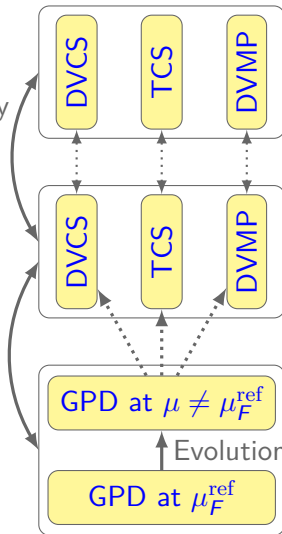 DVCS TCS DVMP
y
DVCS TCS DVMP
GPD at μ ≠ μ_F^ref
Evolution
GPD at μ_F^ref